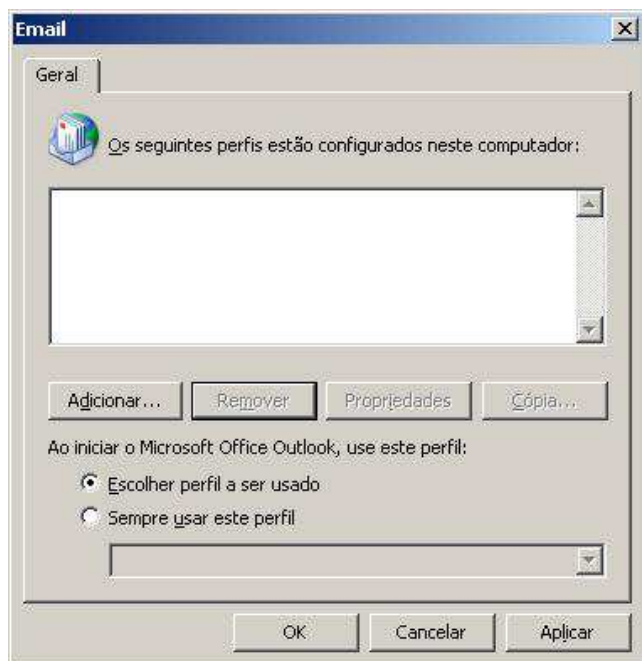 Email
Geral
Os seguintes perfis estão configurados neste computador:
Adicionar... Remover Propriedades Cópia...
Ao iniciar o Microsoft Office Outlook, use este perfil:
Escolher perfil a ser usado
Sempre usar este perfil
OK Cancelar Aplicar